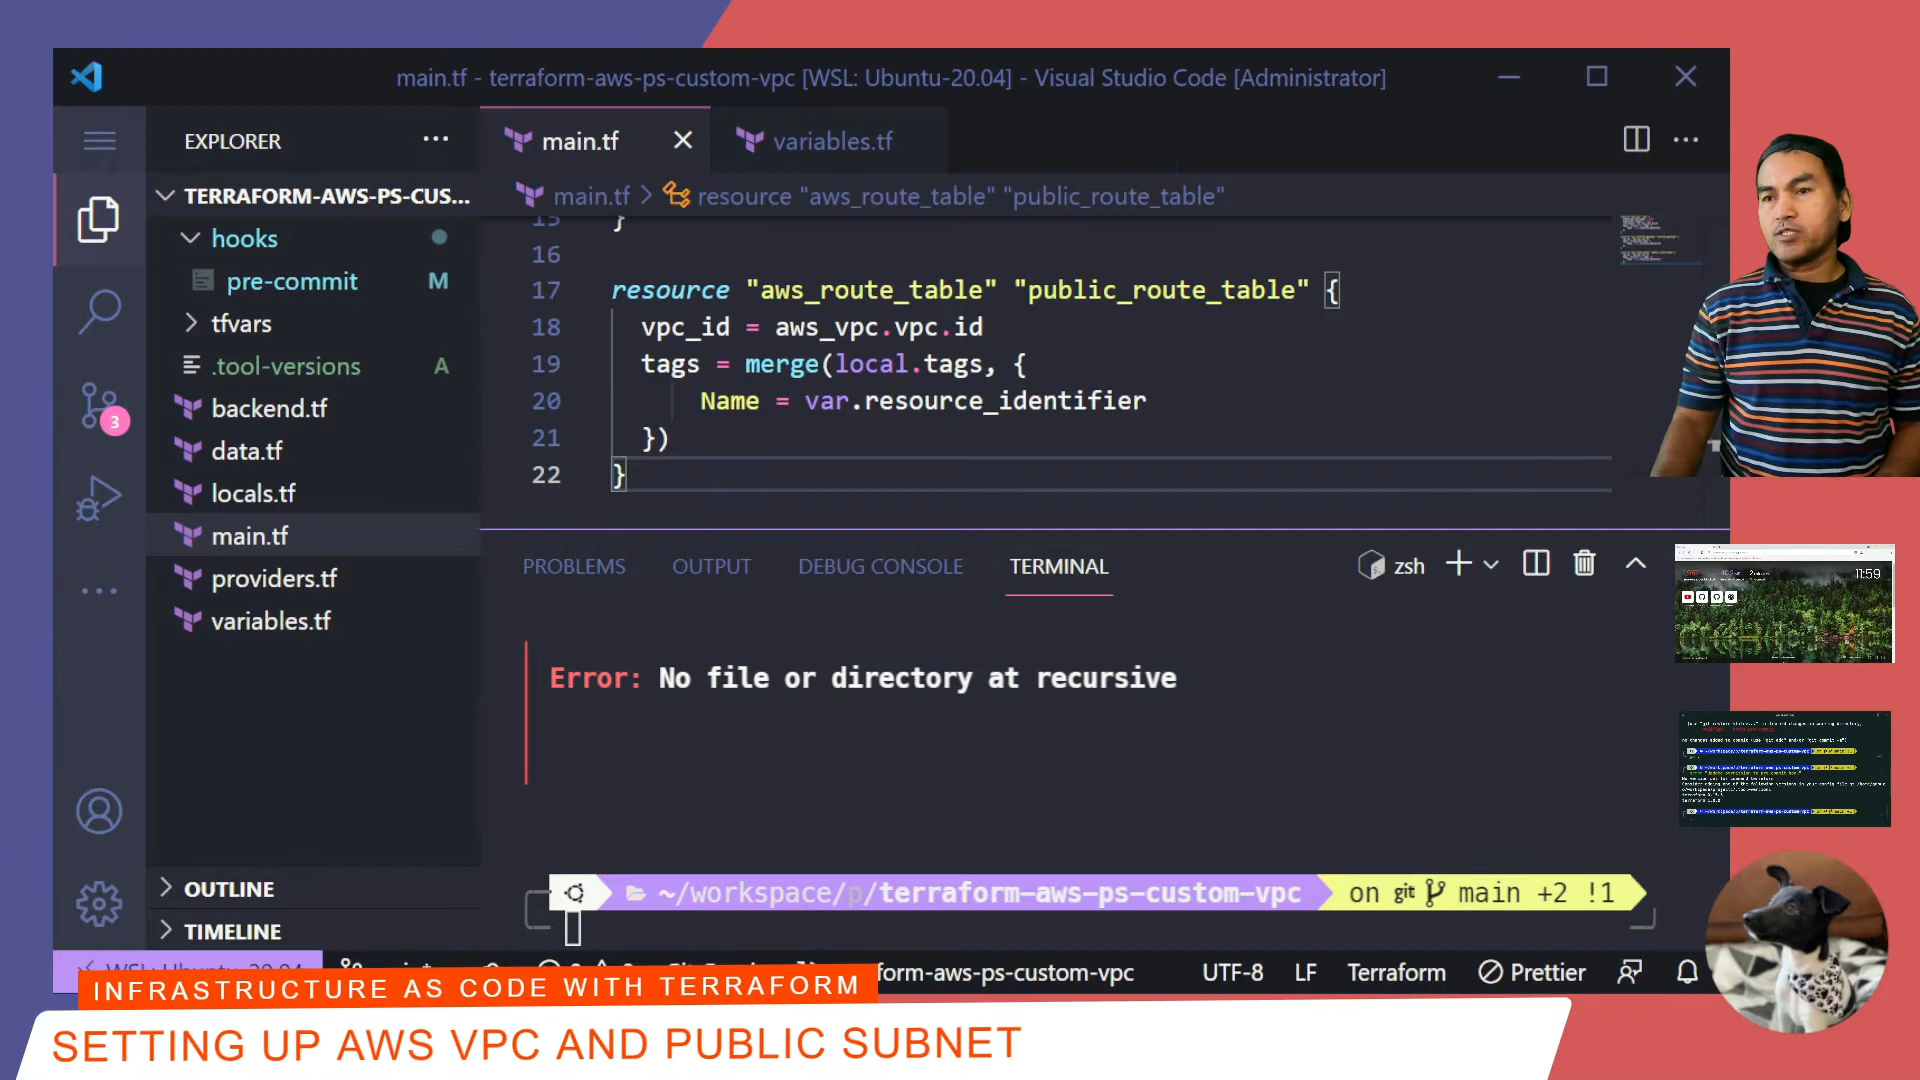 main.tf - terraform-aws-ps-custom-vpc [WSL: Ubuntu-20.04] - Visual Studio Code [Administrator]
EXPLORER
main.tf
variables.tf
TERRAFORM-AWS-PS-CUS...
main.tf > resource "aws_route_table" "public_route_table"
hooks
pre-commit M
tfvars
.tool-versions A
backend.tf
data.tf
locals.tf
main.tf
providers.tf
variables.tf
3
OUTLINE
TIMELINE
15 }
16
17 resource "aws_route_table" "public_route_table" {
18 vpc_id = aws_vpc.vpc.id
19 tags = merge(local.tags, {
20 Name = var.resource_identifier
21 })
22 }
PROBLEMS OUTPUT DEBUG CONSOLE TERMINAL
zsh
Error: No file or directory at recursive
~/workspace/p/terraform-aws-ps-custom-vpc on git main +2 !1
form-aws-ps-custom-vpc UTF-8 LF Terraform Prettier
11:59
INFRASTRUCTURE AS CODE WITH TERRAFORM
SETTING UP AWS VPC AND PUBLIC SUBNET